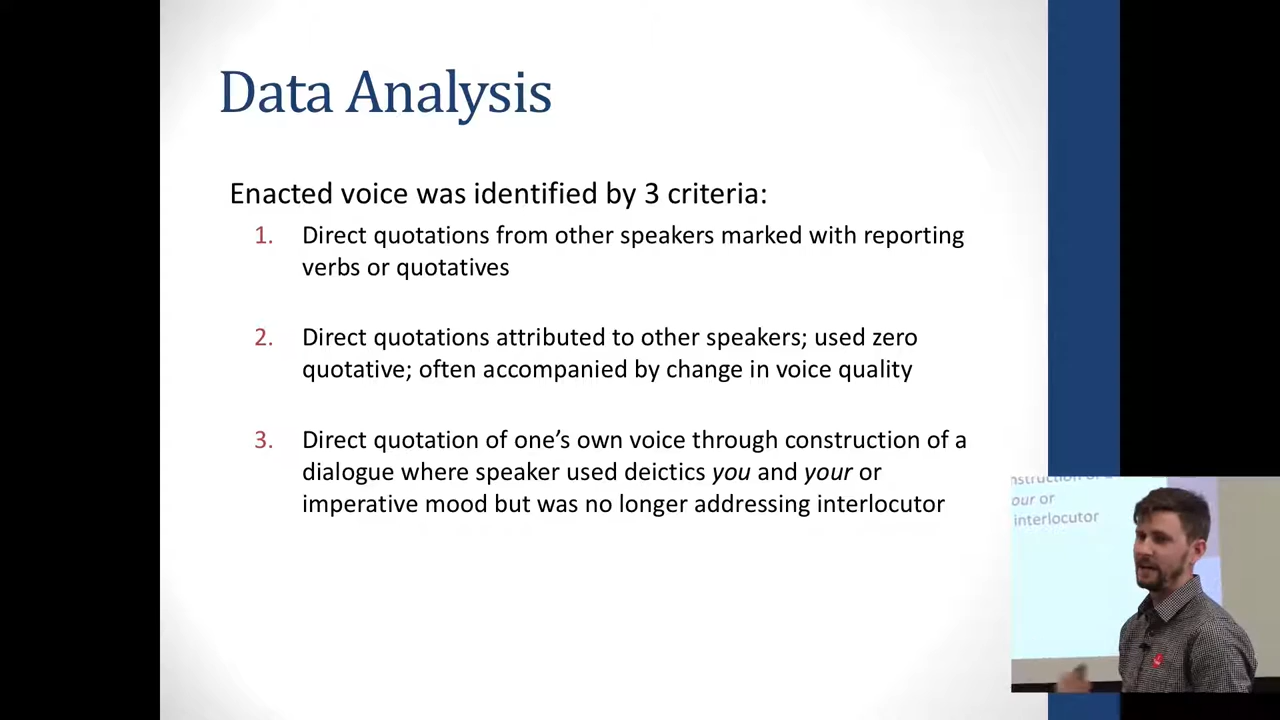 Data Analysis
Enacted voice was identified by 3 criteria:
1. Direct quotations from other speakers marked with reporting
verbs or quotatives
2. Direct quotations attributed to other speakers; used zero
quotative; often accompanied by change in voice quality
3. Direct quotation of one's own voice through construction of a
dialogue where speaker used deictics you and your or
imperative mood but was no longer addressing interlocutor
our or
interlocutor